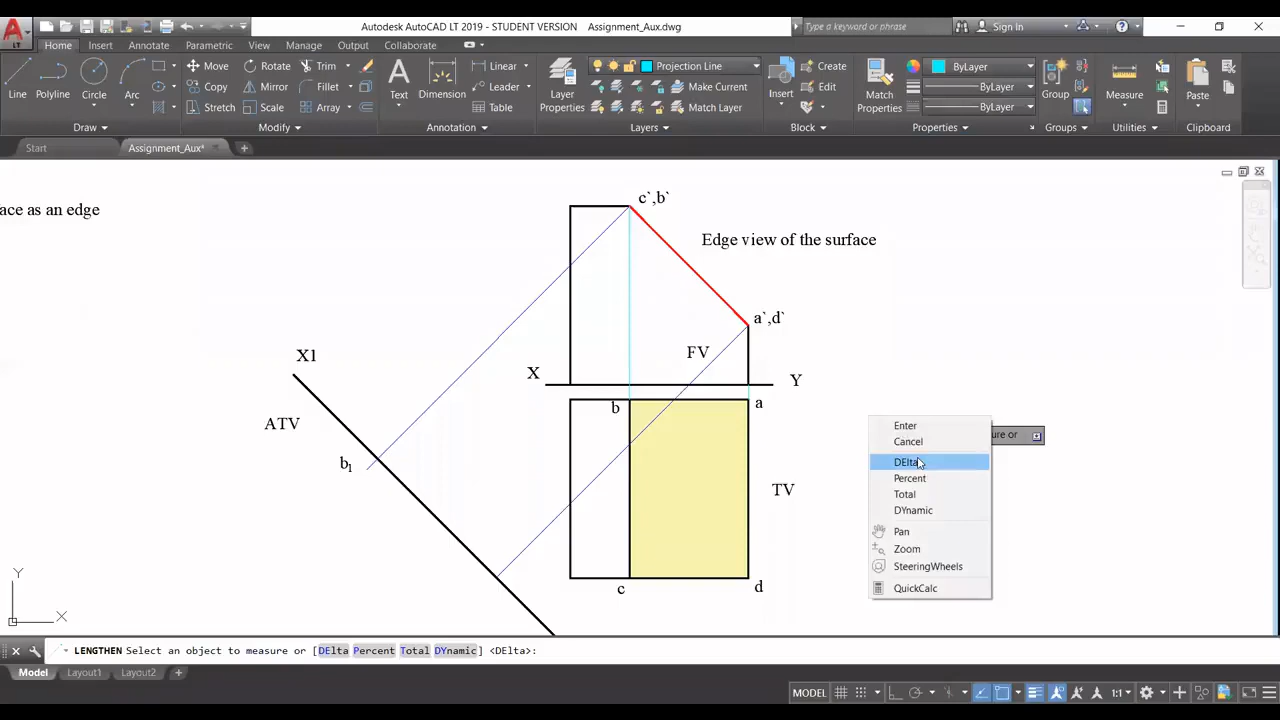 Autodesk AutoCAD LT 2019 - STUDENT VERSION Assignment_Aux.dwg
Type a keyword or phrase
Sign In
LT
Home Insert Annotate Parametric View Manage Output Collaborate
Line Polyline Circle Arc
Move Rotate Trim
Copy Mirror Fillet
Stretch Scale Array
Text Dimension
Linear
Leader
Table
Layer Properties
Projection Line
Make Current
Match Layer
Insert
Create
Edit
Match Properties
ByLayer
ByLayer
ByLayer
Group
Measure
Paste
Draw Modify Annotation Layers Block Properties Groups Utilities Clipboard
Start Assignment_Aux*
ace as an edge
c`,b`
Edge view of the surface
a`,d`
X1
FV
X
Y
ATV
b
a
b1
TV
c
d
ure or
Enter
Cancel
DElta
Percent
Total
DYnamic
Pan
Zoom
SteeringWheels
QuickCalc
Y
X
LENGTHEN Select an object to measure or [DElta Percent Total DYnamic] <DElta>:
Model Layout1 Layout2
MODEL
1:1